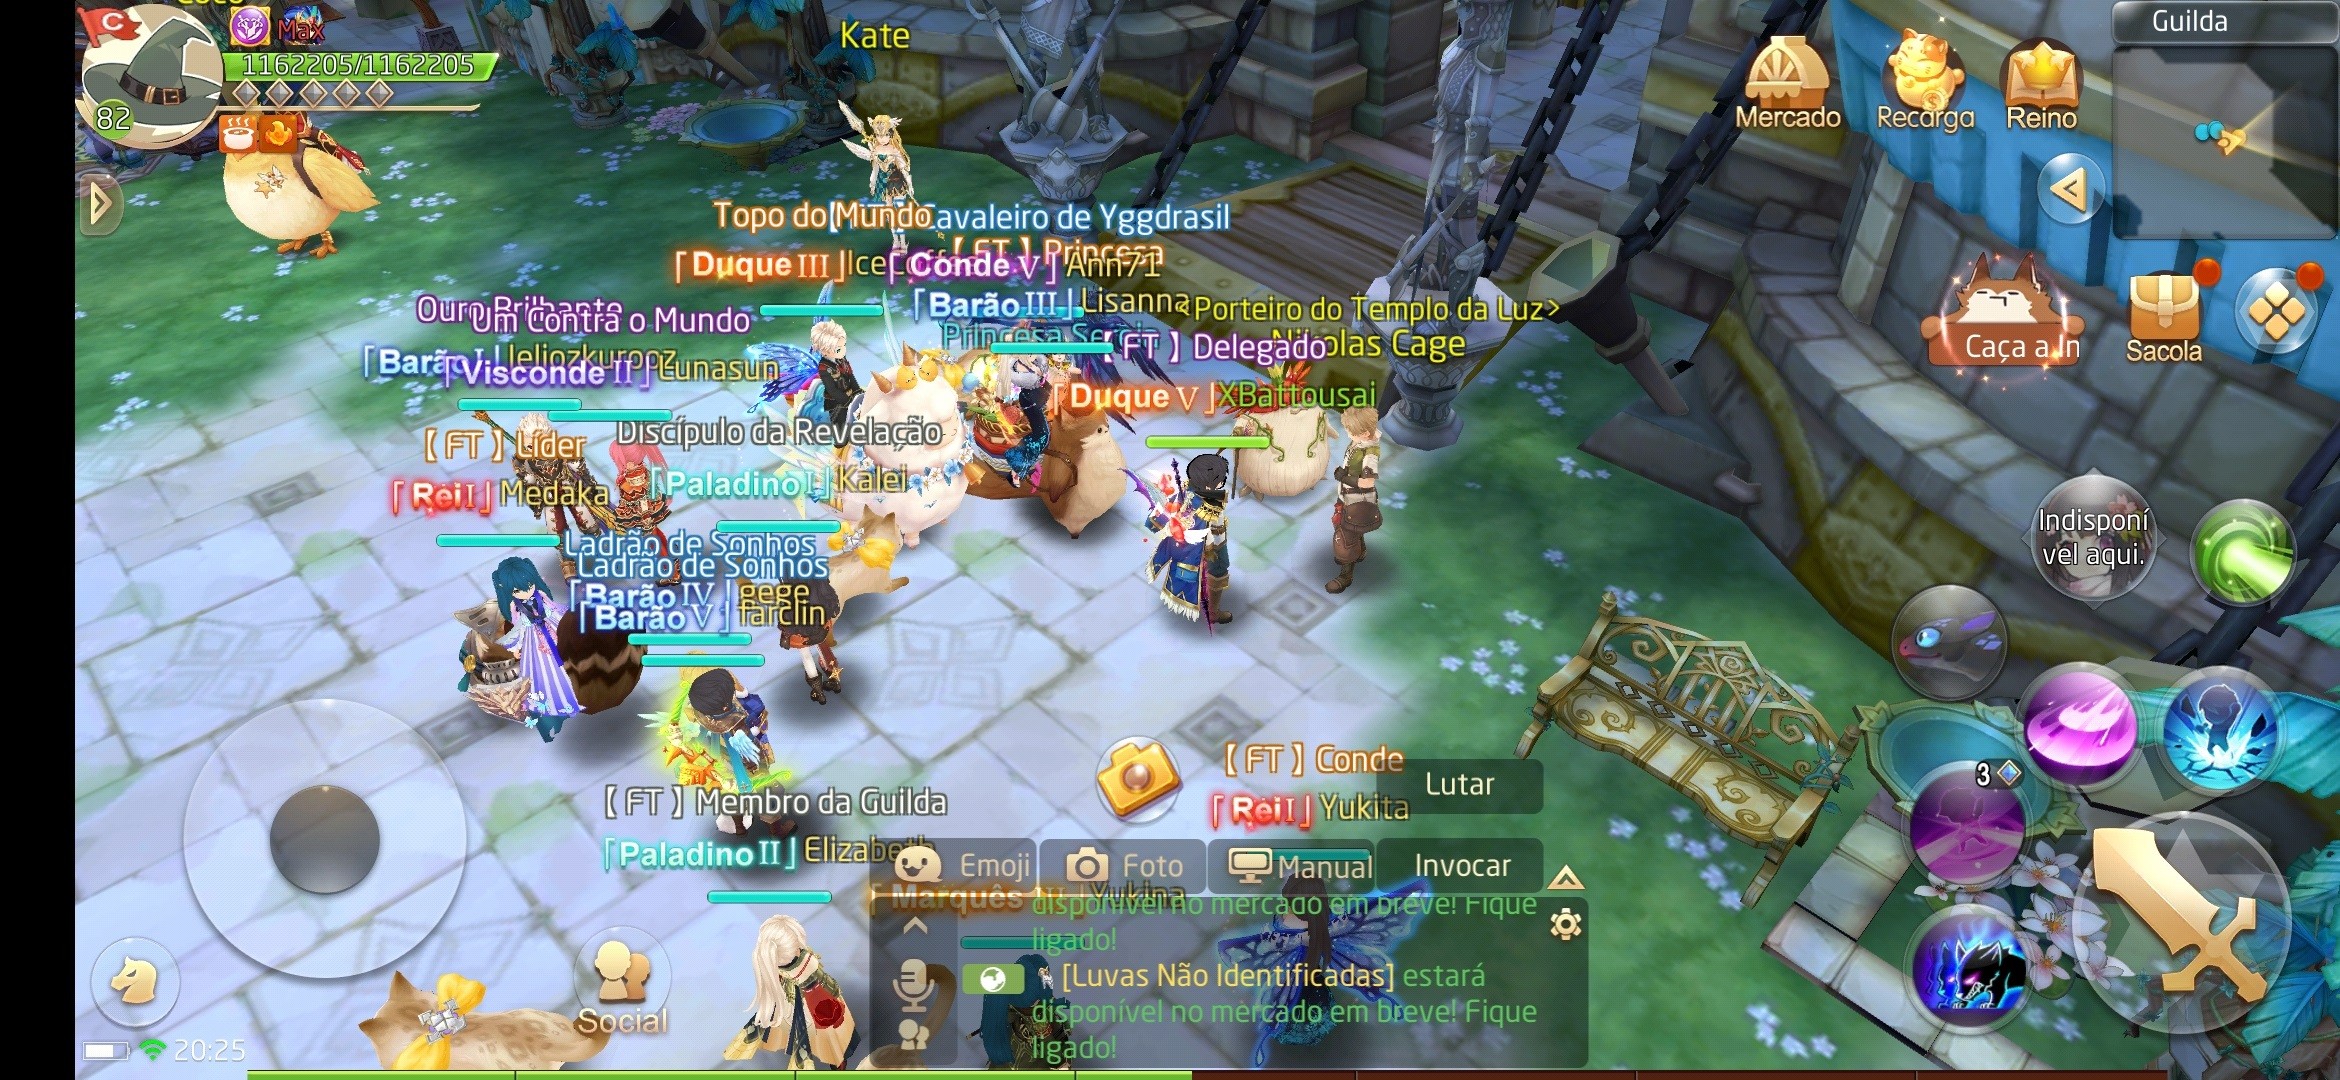 Max
Kate
Guilda
1162205/1162205
82
Mercado
Recarga
Reino
Topo do Mundo
Cavaleiro de Yggdrasil
【FT】Princesa
「Duque III」
「Conde V」Ann71
「Barão III」Lisanna
<Porteiro do Templo da Luz>
Um Contra o Mundo
【FT】Delegado
「Visconde II」Lunasun
「Duque V」XBattousai
Caça a In
Sacola
【FT】Líder
Discípulo da Revelação
「Rei I」Medaka
「Paladino I」Kalei
Indisponí
vel aqui.
Ladrão de Sonhos
Ladrão de Sonhos
「Barão IV」gege
「Barão V」farclin
3
【FT】Conde
Lutar
【FT】Membro da Guilda
「Rei I」Yukita
「Paladino II」Elizabeth
Emoji
Foto
Manual
Invocar
Yukina
disponível no mercado em breve! Fique
ligado!
[Luvas Não Identificadas] estará
disponível no mercado em breve! Fique
ligado!
Social
20:25